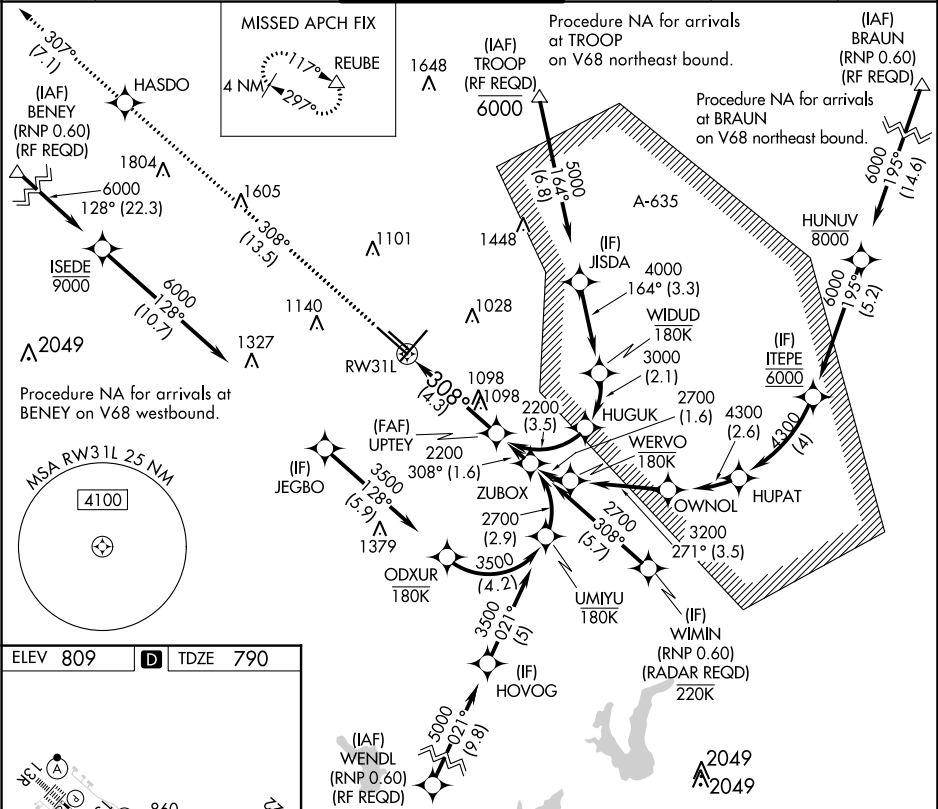 MISSED APCH FIX
117°
REUBE
4 NM
297°
307°
(7.1)
HASDO
(IAF)
BENEY
(RNP 0.60)
(RF REQD)
6000
128° (22.3)
1804
1605
308°
(13.5)
ISEDE
9000
6000
128°
(10.7)
2049
1327
1140
1101
1648
1448
1028
Procedure NA for arrivals at
BENEY on V68 westbound.
(IAF)
TROOP
(RF REQD)
6000
Procedure NA for arrivals
at TROOP
on V68 northeast bound.
(IAF)
BRAUN
(RNP 0.60)
(RF REQD)
Procedure NA for arrivals
at BRAUN
on V68 northeast bound.
5000
164°
(6.8)
A-635
6000
195°
(14.6)
HUNUV
8000
6000
195°
(5.2)
(IF)
JISDA
4000
164° (3.3)
WIDUD
180K
3000
(2.1)
(IF)
ITEPE
6000
RW31L
308°
(4.3)
1098
1098
2200
(3.5)
HUGUK
2700
(1.6)
4300
(2.6)
4300
(4)
(FAF)
UPTEY
2200
308° (1.6)
WERVO
180K
ZUBOX
OWNOL
HUPAT
(IF)
JEGBO
3500
128°
(5.9)
1379
2700
(2.9)
2700
308°
(5.7)
3200
271° (3.5)
ODXUR
180K
3500
(4.2)
UMIYU
180K
(IF)
WIMIN
(RNP 0.60)
(RADAR REQD)
220K
3500
021°
(5)
(IF)
HOVOG
5000
021°
(9.8)
(IAF)
WENDL
(RNP 0.60)
(RF REQD)
2049
2049
MSA RW31L 25 NM
4100
ELEV 809
D
TDZE 790
A
P
13R
860